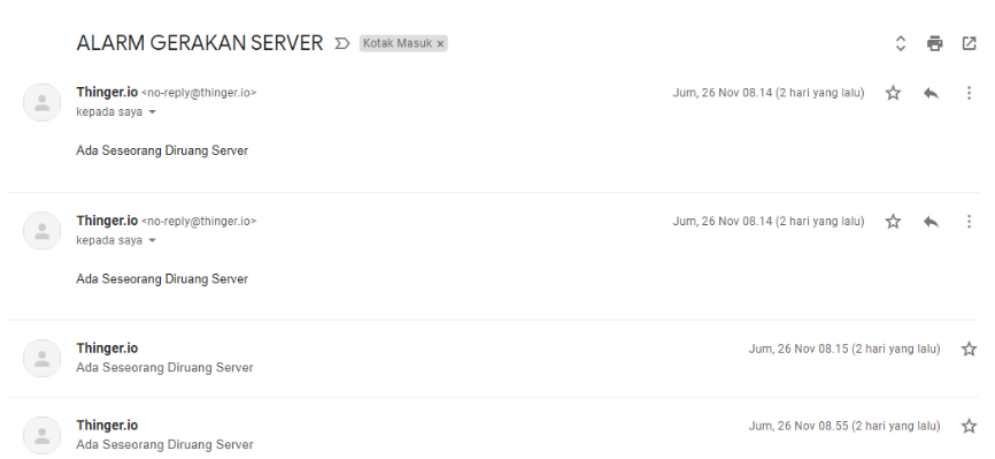 ALARM GERAKAN SERVER Kotak Masuk x
Thinger.io <no-reply@thinger.io> Jum, 26 Nov 08.14 (2 hari yang lalu)
kepada saya
Ada Seseorang Diruang Server
Thinger.io <no-reply@thinger.io> Jum, 26 Nov 08.14 (2 hari yang lalu)
kepada saya
Ada Seseorang Diruang Server
Thinger.io Jum, 26 Nov 08.15 (2 hari yang lalu)
Ada Seseorang Diruang Server
Thinger.io Jum, 26 Nov 08.55 (2 hari yang lalu)
Ada Seseorang Diruang Server